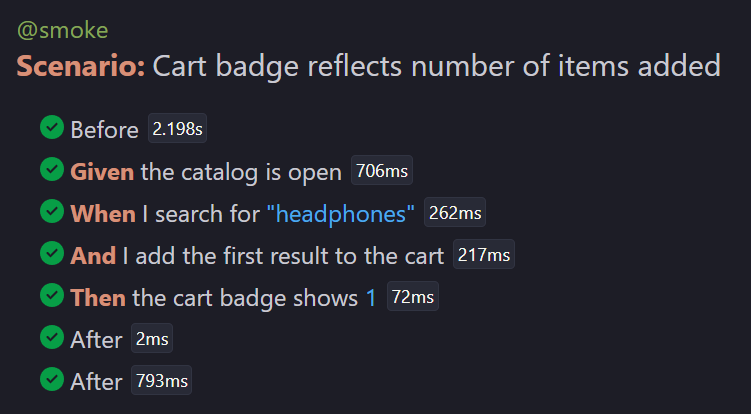 @smoke
Scenario: Cart badge reflects number of items added
Before 2.198s
Given the catalog is open 706ms
When I search for "headphones" 262ms
And I add the first result to the cart 217ms
Then the cart badge shows 1 72ms
After 2ms
After 793ms